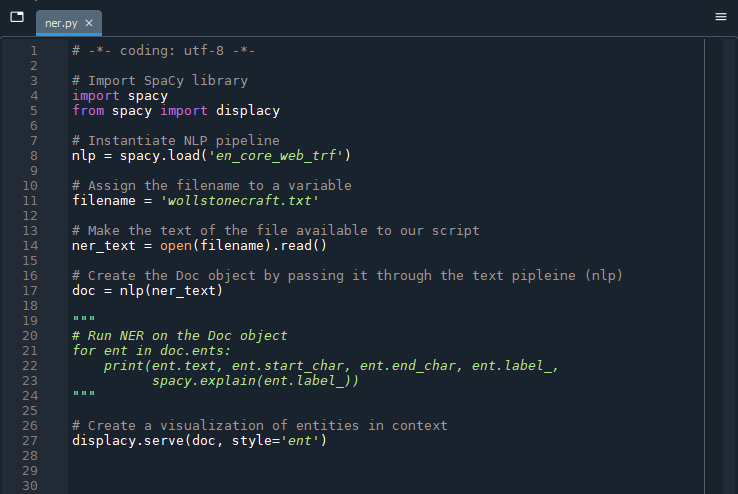 ner.py ×
1 # -*- coding: utf-8 -*-
2
3 # Import SpaCy library
4 import spacy
5 from spacy import displacy
6
7 # Instantiate NLP pipeline
8 nlp = spacy.load('en_core_web_trf')
9
10 # Assign the filename to a variable
11 filename = 'wollstonecraft.txt'
12
13 # Make the text of the file available to our script
14 ner_text = open(filename).read()
15
16 # Create the Doc object by passing it through the text pipleine (nlp)
17 doc = nlp(ner_text)
18
19 """
20 # Run NER on the Doc object
21 for ent in doc.ents:
22     print(ent.text, ent.start_char, ent.end_char, ent.label_,
23           spacy.explain(ent.label_))
24 """
25
26 # Create a visualization of entities in context
27 displacy.serve(doc, style='ent')
28
29
30